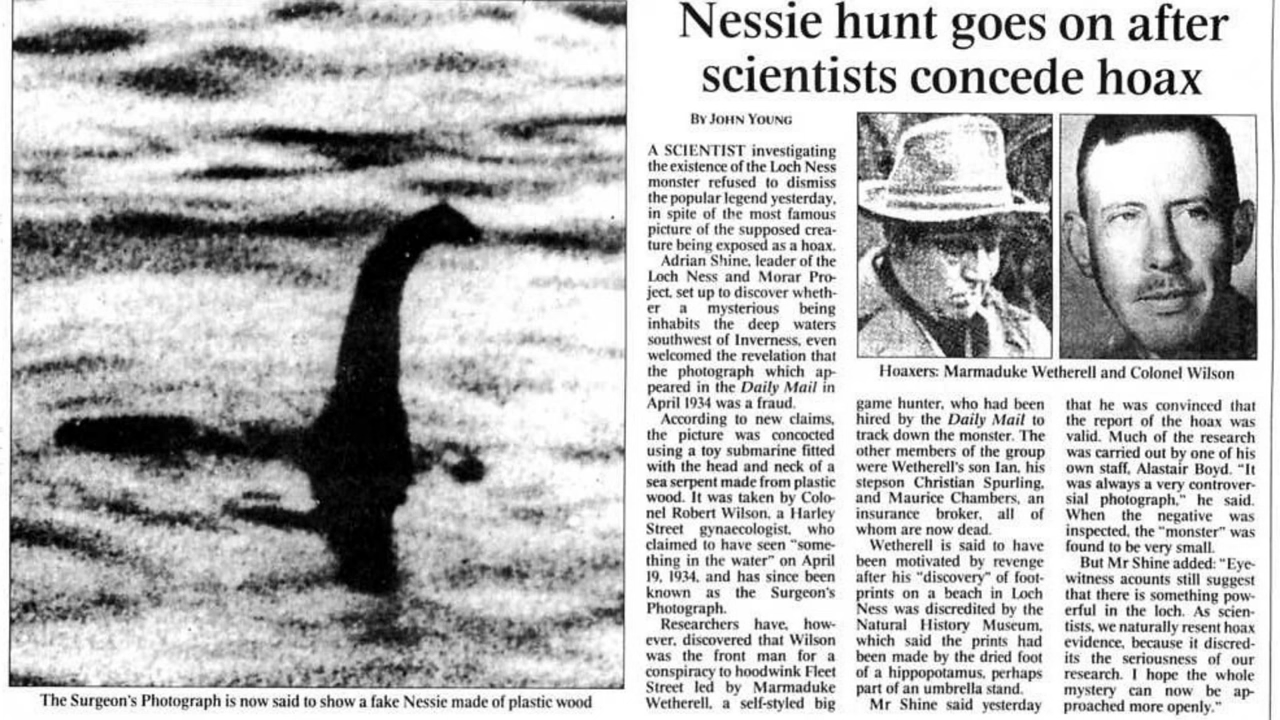 Nessie hunt goes on after
scientists concede hoax
BY JOHN YOUNG
A SCIENTIST investigating
the existence of the Loch Ness
monster refused to dismiss
the popular legend yesterday,
in spite of the most famous
picture of the supposed crea-
ture being exposed as a hoax.
Adrian Shine, leader of the
Loch Ness and Morar Pro-
ject, set up to discover wheth-
er a mysterious being
inhabits the deep waters
southwest of Inverness, even
welcomed the revelation that
the photograph which ap-
peared in the Daily Mail in
April 1934 was a fraud.
According to new claims,
the picture was concocted
using a toy submarine fitted
with the head and neck of a
sea serpent made from plastic
wood. It was taken by Colo-
nel Robert Wilson, a Harley
Street gynaecologist, who
claimed to have seen "some-
thing in the water" on April
19, 1934, and has since been
known as the Surgeon's
Photograph.
Researchers have, how-
ever, discovered that Wilson
was the front man for a
conspiracy to hoodwink Fleet
Street led by Marmaduke
Wetherell, a self-styled big
Hoaxers: Marmaduke Wetherell and Colonel Wilson
game hunter, who had been
hired by the Daily Mail to
track down the monster. The
other members of the group
were Wetherell's son Ian, his
stepson Christian Spurling,
and Maurice Chambers, an
insurance broker, all of
whom are now dead.
Wetherell is said to have
been motivated by revenge
after his "discovery" of foot-
prints on a beach in Loch
Ness was discredited by the
Natural History Museum,
which said the prints had
been made by the dried foot
of a hippopotamus, perhaps
part of an umbrella stand.
Mr Shine said yesterday
that he was convinced that
the report of the hoax was
valid. Much of the research
was carried out by one of his
own staff, Alastair Boyd. "It
was always a very controver-
sial photograph," he said.
When the negative was
inspected, the "monster" was
found to be very small.
But Mr Shine added: "Eye-
witness acounts still suggest
that there is something pow-
erful in the loch. As scien-
tists, we naturally resent hoax
evidence, because it discred-
its the seriousness of our
research. I hope the whole
mystery can now be ap-
proached more openly."
The Surgeon's Photograph is now said to show a fake Nessie made of plastic wood